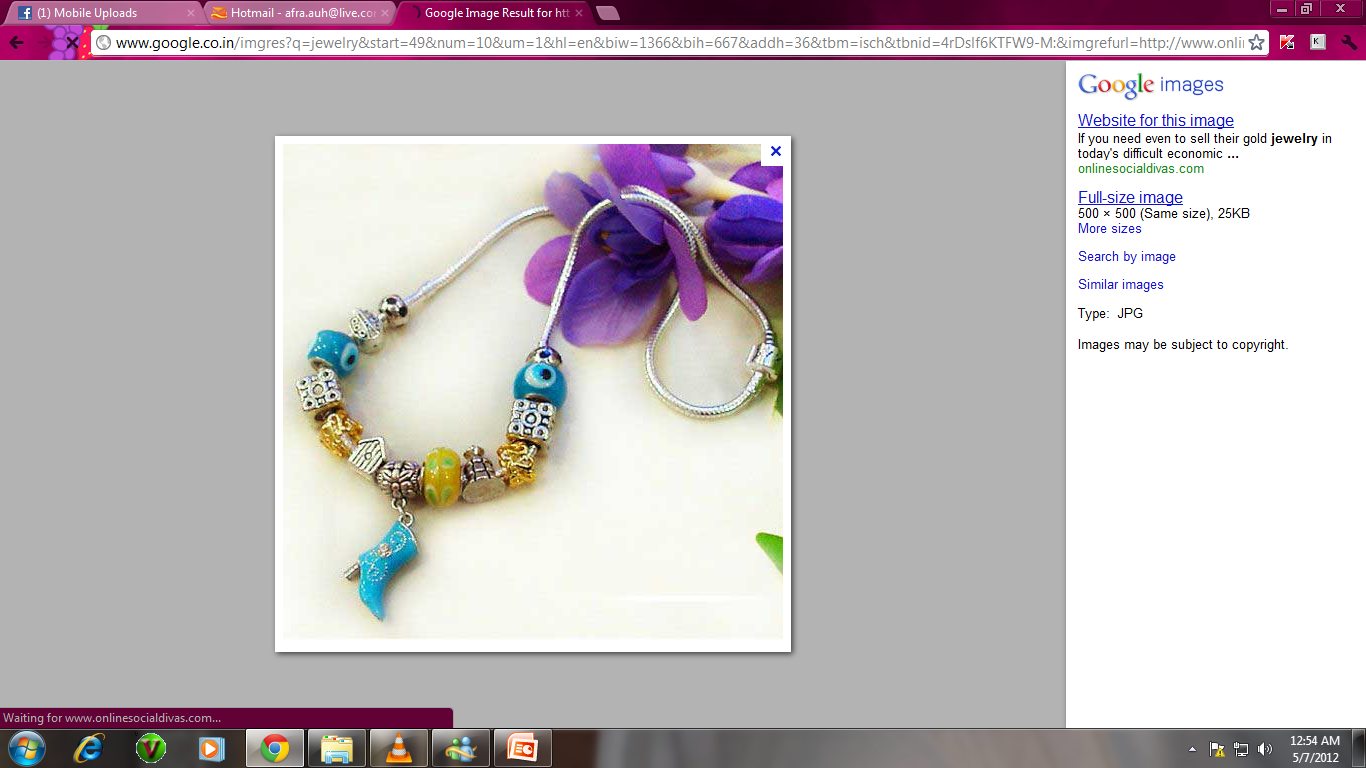 (1) Mobile Uploads
Hotmail - afra.auh@live.co
Google Image Result for htt
www.google.co.in/imgres?q=jewelry&start=49&num=10&um=1&hl=en&biw=1366&bih=667&addh=36&tbm=isch&tbnid=4rDslf6KTFW9-M:&imgrefurl=http://www.onli
K
Google images
Website for this image
If you need even to sell their gold jewelry in
today's difficult economic ...
onlinesocialdivas.com
Full-size image
500 × 500 (Same size), 25KB
More sizes
Search by image
Similar images
Type: JPG
Images may be subject to copyright.
Waiting for www.onlinesocialdivas.com...
12:54 AM
5/7/2012